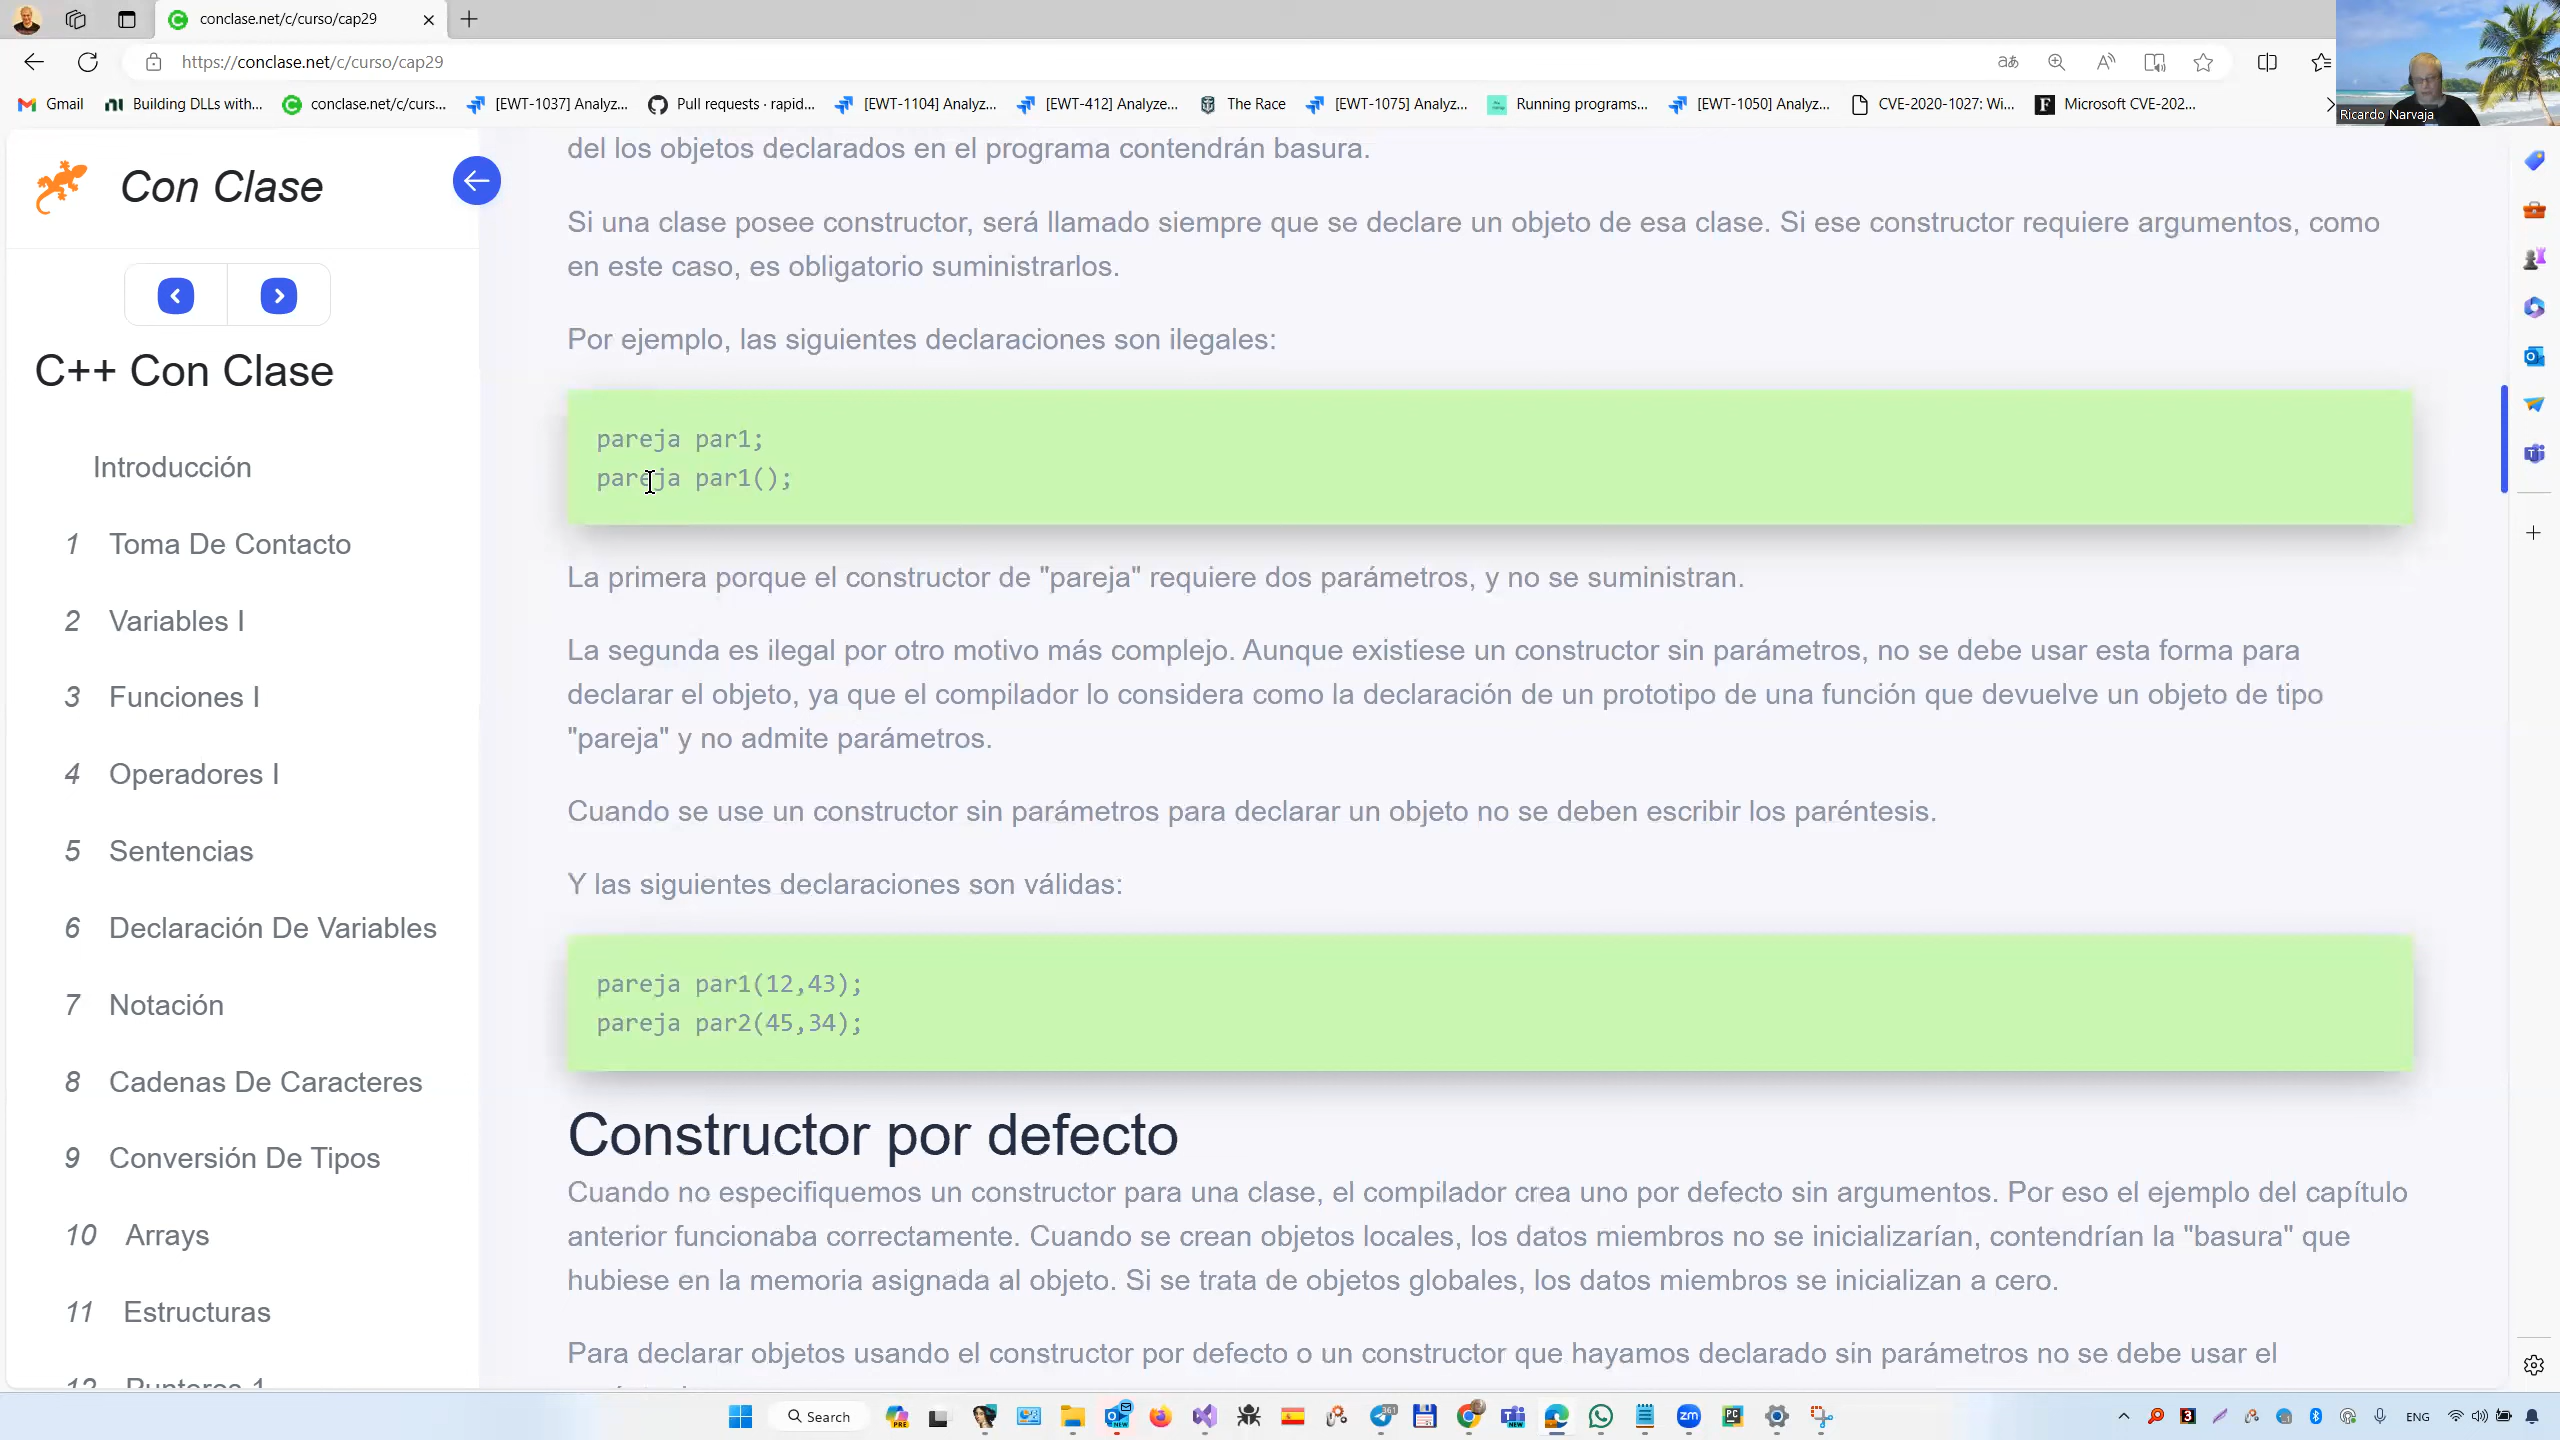 conclase.net/c/curso/cap29
https://conclase.net/c/curso/cap29
Gmail
Building DLLs with...
conclase.net/c/curs...
[EWT-1037] Analyz...
Pull requests · rapid...
[EWT-1104] Analyz...
[EWT-412] Analyze...
The Race
[EWT-1075] Analyz...
Running programs...
[EWT-1050] Analyz...
CVE-2020-1027: Wi...
Microsoft CVE-202...
Ricardo Narvaja
Con Clase
C++ Con Clase
Introducción
1 Toma De Contacto
2 Variables I
3 Funciones I
4 Operadores I
5 Sentencias
6 Declaración De Variables
7 Notación
8 Cadenas De Caracteres
9 Conversión De Tipos
10 Arrays
11 Estructuras
12 Punteros 1
del los objetos declarados en el programa contendrán basura.
Si una clase posee constructor, será llamado siempre que se declare un objeto de esa clase. Si ese constructor requiere argumentos, como
en este caso, es obligatorio suministrarlos.
Por ejemplo, las siguientes declaraciones son ilegales:
pareja par1;
pareja par1();
La primera porque el constructor de "pareja" requiere dos parámetros, y no se suministran.
La segunda es ilegal por otro motivo más complejo. Aunque existiese un constructor sin parámetros, no se debe usar esta forma para
declarar el objeto, ya que el compilador lo considera como la declaración de un prototipo de una función que devuelve un objeto de tipo
"pareja" y no admite parámetros.
Cuando se use un constructor sin parámetros para declarar un objeto no se deben escribir los paréntesis.
Y las siguientes declaraciones son válidas:
pareja par1(12,43);
pareja par2(45,34);
Constructor por defecto
Cuando no especifiquemos un constructor para una clase, el compilador crea uno por defecto sin argumentos. Por eso el ejemplo del capítulo
anterior funcionaba correctamente. Cuando se crean objetos locales, los datos miembros no se inicializarían, contendrían la "basura" que
hubiese en la memoria asignada al objeto. Si se trata de objetos globales, los datos miembros se inicializan a cero.
Para declarar objetos usando el constructor por defecto o un constructor que hayamos declarado sin parámetros no se debe usar el
Search
ENG